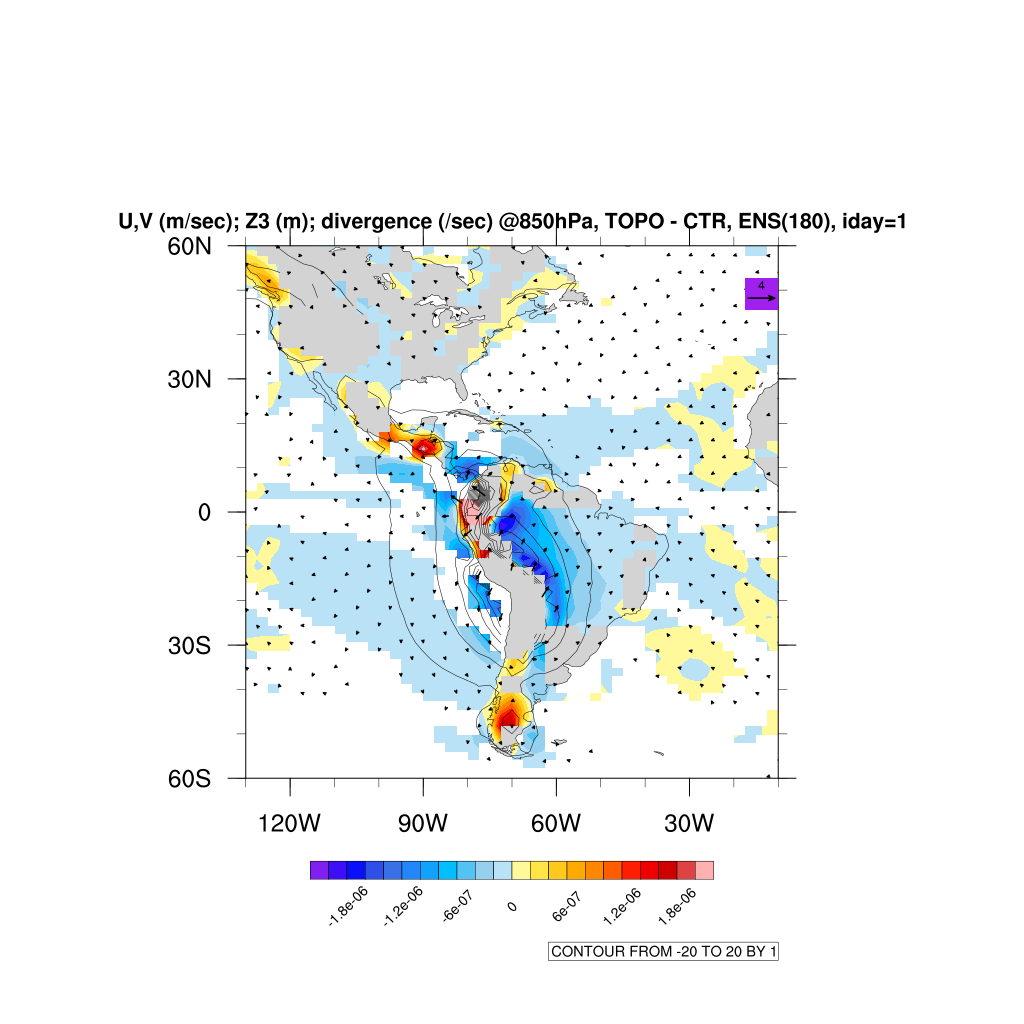 U,V (m/sec); Z3 (m); divergence (/sec) @850hPa, TOPO - CTR, ENS(180), iday=1
60N
4
30N
0
30S
60S
120W 90W 60W 30W
-1.8e-06 -1.2e-06 -6e-07 0 6e-07 1.2e-06 1.8e-06
CONTOUR FROM -20 TO 20 BY 1